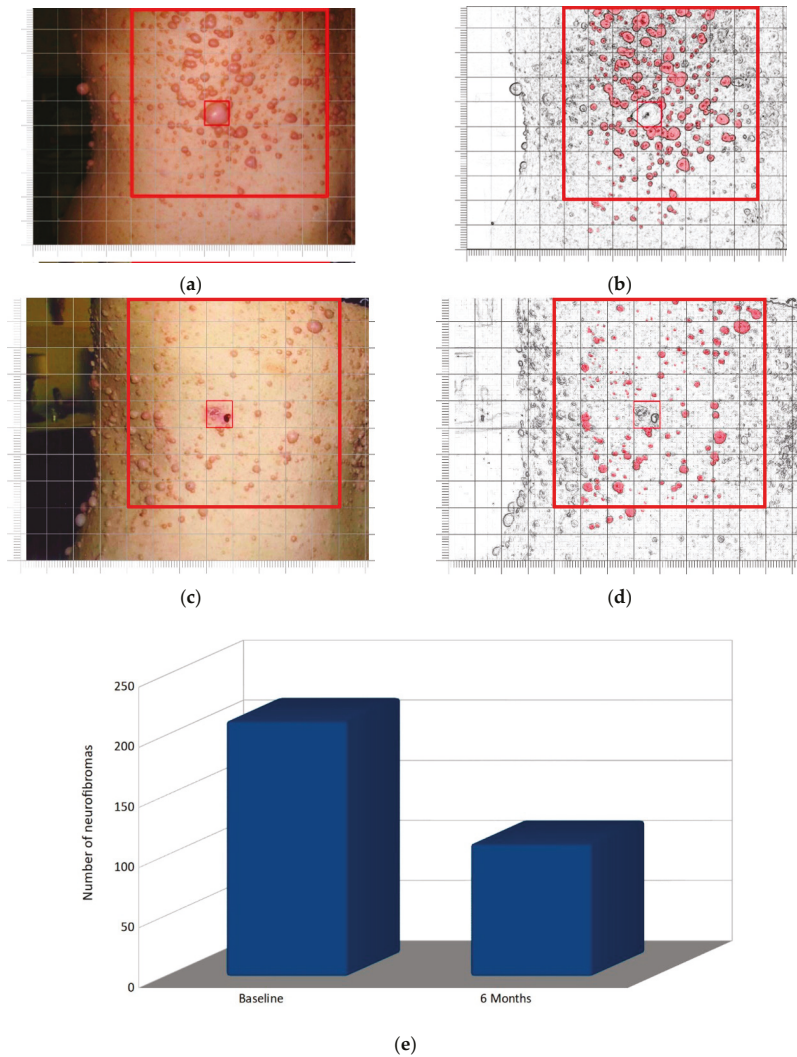 (a)
(b)
(c)
(d)
250
200
150
100
50
0
Number of neurofibromas
Baseline
6 Months
(e)